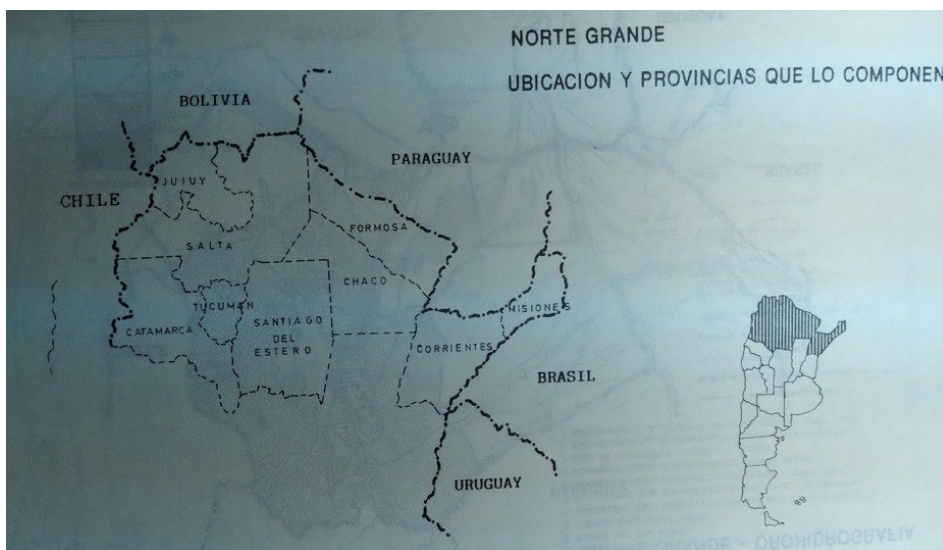 NORTE GRANDE
UBICACION Y PROVINCIAS QUE LO COMPONEN
BOLIVIA
PARAGUAY
CHILE
JUJUY
FORMOSA
SALTA
CHACO
TUCUMAN
MISIONES
CATAMARCA
SANTIAGO
DEL
ESTERO
CORRIENTES
BRASIL
URUGUAY